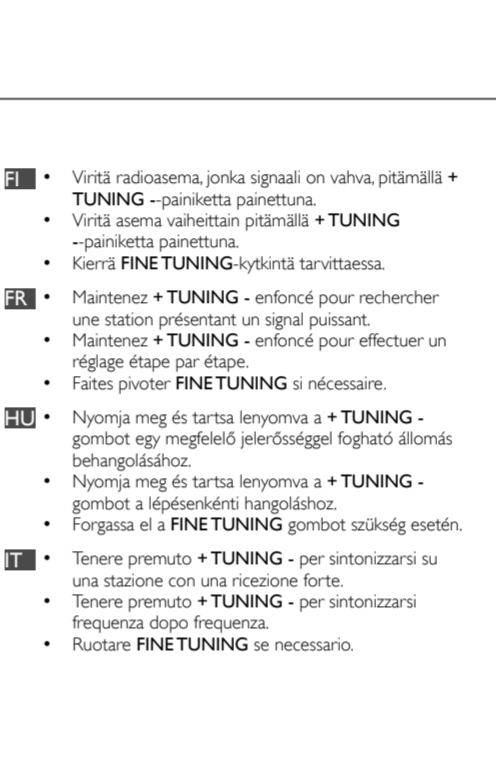 FI • Viritä radioasema, jonka signaali on vahva, pitämällä +
TUNING --painiketta painettuna.
• Viritä asema vaiheittain pitämällä + TUNING
--painiketta painettuna.
• Kierrä FINE TUNING-kytkintä tarvittaessa.
FR • Maintenez + TUNING - enfoncé pour rechercher
une station présentant un signal puissant.
• Maintenez + TUNING - enfoncé pour effectuer un
réglage étape par étape.
• Faites pivoter FINE TUNING si nécessaire.
HU • Nyomja meg és tartsa lenyomva a + TUNING -
gombot egy megfelelő jelerősséggel fogható állomás
behangolásához.
• Nyomja meg és tartsa lenyomva a + TUNING -
gombot a lépésenkénti hangoláshoz.
• Forgassa el a FINE TUNING gombot szükség esetén.
IT • Tenere premuto + TUNING - per sintonizzarsi su
una stazione con una ricezione forte.
• Tenere premuto + TUNING - per sintonizzarsi
frequenza dopo frequenza.
• Ruotare FINE TUNING se necessario.